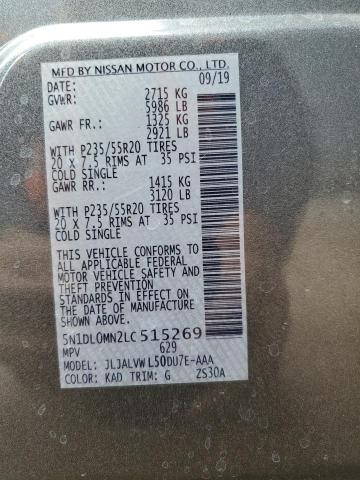 MFD BY NISSAN MOTOR CO., LTD.
DATE: 09/19
GVWR: 2715 KG
5986 LB
GAWR FR.: 1325 KG
2921 LB
WITH P235/55R20 TIRES
20 X 7.5 RIMS AT 35 PSI
COLD SINGLE
GAWR RR.: 1415 KG
3120 LB
WITH P235/55R20 TIRES
20 X 7.5 RIMS AT 35 PSI
COLD SINGLE
THIS VEHICLE CONFORMS TO
ALL APPLICABLE FEDERAL
MOTOR VEHICLE SAFETY AND
THEFT PREVENTION
STANDARDS IN EFFECT ON
THE DATE OF MANUFACTURE
SHOWN ABOVE.
5N1DL0MN2LC515269
MPV 629
MODEL: JLJALVWL50DU7E-AAA
COLOR: KAD TRIM: G ZS30A